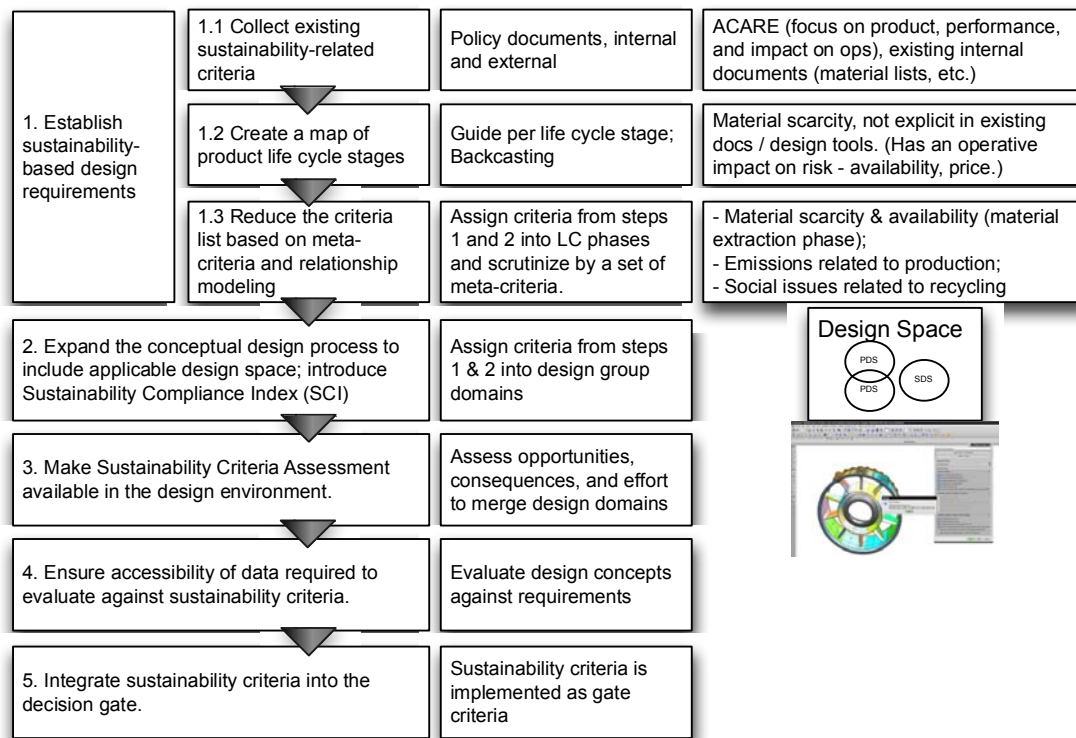 1. Establish
sustainability-
based design
requirements
1.1 Collect existing
sustainability-related
criteria
Policy documents, internal
and external
ACARE (focus on product, performance,
and impact on ops), existing internal
documents (material lists, etc.)
1.2 Create a map of
product life cycle stages
Guide per life cycle stage;
Backcasting
Material scarcity, not explicit in existing
docs / design tools. (Has an operative
impact on risk - availability, price.)
1.3 Reduce the criteria
list based on meta-
criteria and relationship
modeling
Assign criteria from steps
1 and 2 into LC phases
and scrutinize by a set of
meta-criteria.
- Material scarcity & availability (material
extraction phase);
- Emissions related to production;
- Social issues related to recycling
2. Expand the conceptual design process to
include applicable design space; introduce
Sustainability Compliance Index (SCI)
Assign criteria from steps
1 & 2 into design group
domains
Design Space
PDS
SDS
PDS
3. Make Sustainability Criteria Assessment
available in the design environment.
Assess opportunities,
consequences, and effort
to merge design domains
4. Ensure accessibility of data required to
evaluate against sustainability criteria.
Evaluate design concepts
against requirements
5. Integrate sustainability criteria into the
decision gate.
Sustainability criteria is
implemented as gate
criteria